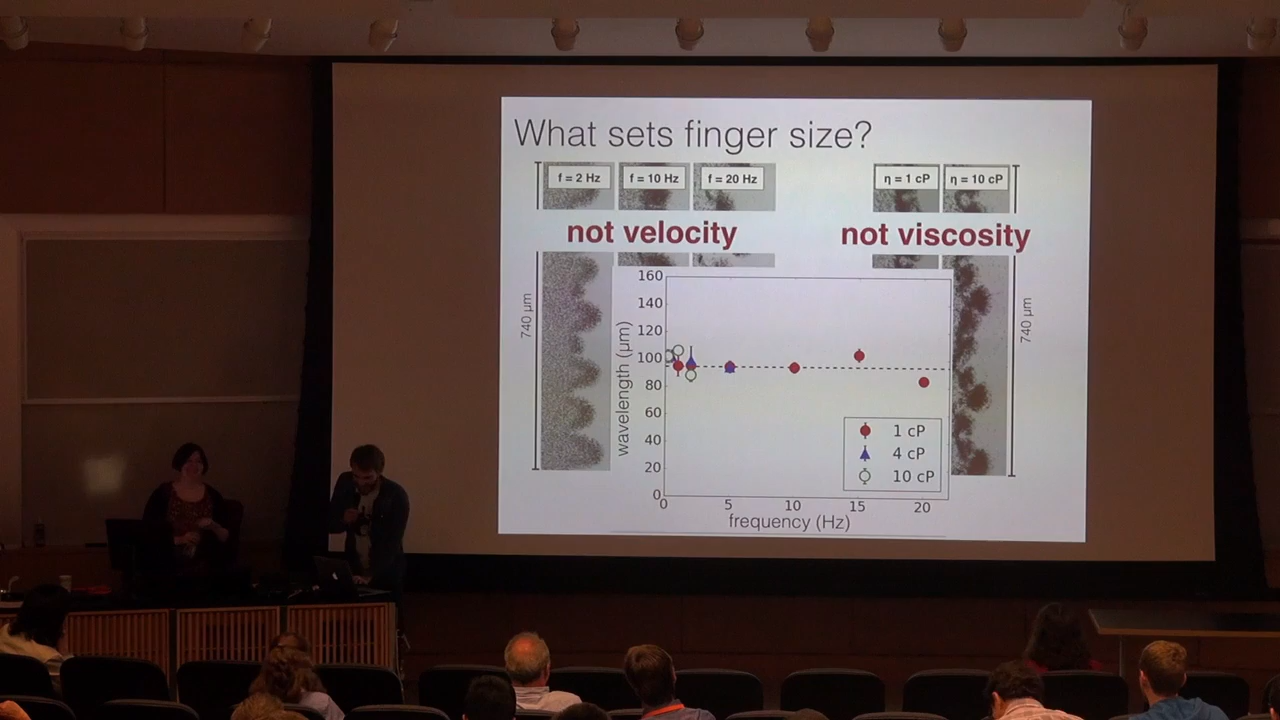 What sets finger size?
f = 2 Hz
f = 10 Hz
f = 20 Hz
η = 1 cP
η = 10 cP
not velocity
not viscosity
740 µm
740 µm
wavelength (µm)
160
140
120
100
80
60
40
20
0
0
5
10
15
20
frequency (Hz)
1 cP
4 cP
10 cP